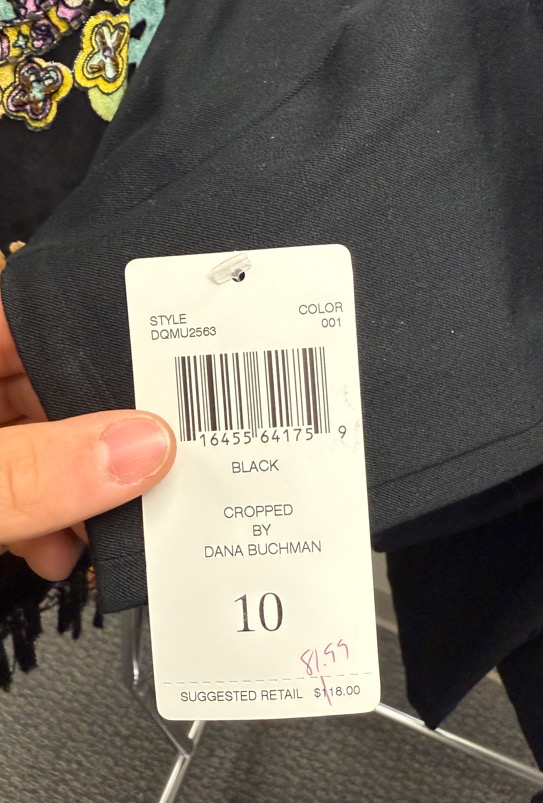 STYLE
DQMU2563
COLOR
001
16455 64175 9
BLACK
CROPPED
BY
DANA BUCHMAN
10
81.99
SUGGESTED RETAIL $118.00